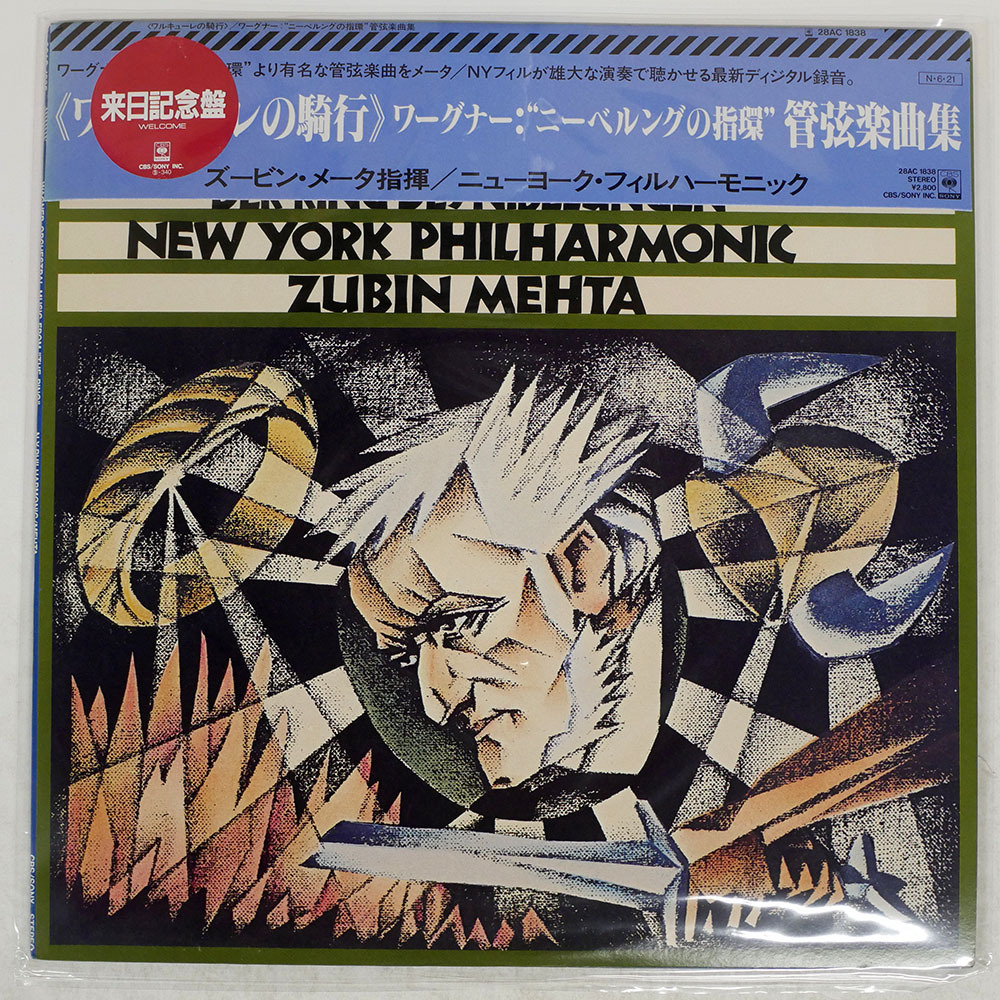 〈ワルキューレの騎行〉／ワーグナー："ニーベルングの指環"管弦楽曲集
28AC 1838
環"より有名な管弦楽曲をメータ／NYフィルが雄大な演奏で聴かせる最新ディジタル録音。
N・6・21
来日記念盤
WELCOME
CBS/SONY INC.
Ⓢ-340
ンの騎行》ワーグナー："ニーベルングの指環"管弦楽曲集
ズービン・メータ指揮／ニューヨーク・フィルハーモニック
28AC 1838
STEREO
¥2,800
CBS/SONY INC.
CBS
SONY
DER RING DES NIBELUNGEN
NEW YORK PHILHARMONIC
ZUBIN MEHTA